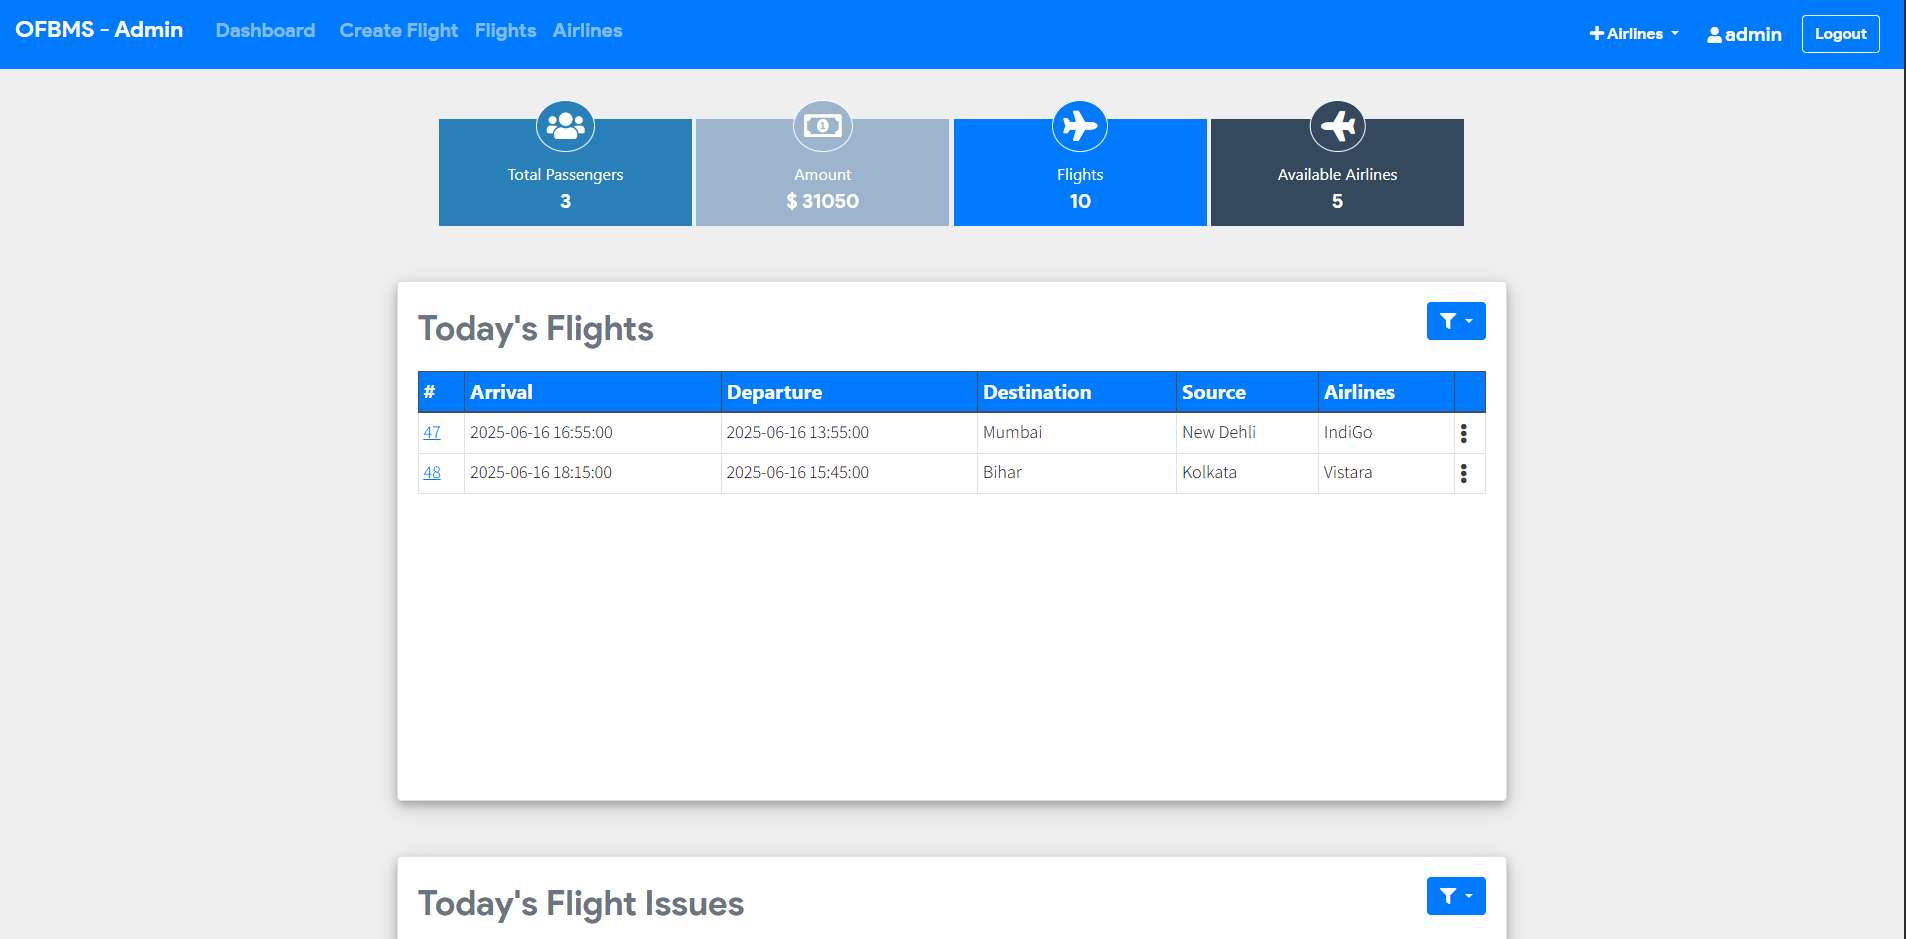 OFBMS - Admin Dashboard Create Flight Flights Airlines Airlines admin Logout
Total Passengers
3
Amount
$ 31050
Flights
10
Available Airlines
5
Today's Flights
# Arrival Departure Destination Source Airlines
47 2025-06-16 16:55:00 2025-06-16 13:55:00 Mumbai New Dehli IndiGo
48 2025-06-16 18:15:00 2025-06-16 15:45:00 Bihar Kolkata Vistara
Today's Flight Issues